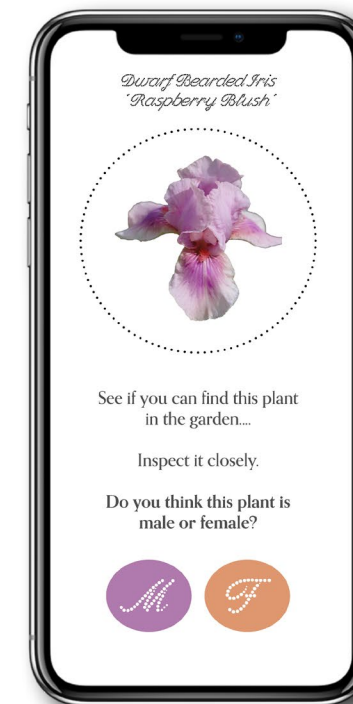 Dwarf Bearded Iris
'Raspberry Blush'
See if you can find this plant
in the garden....
Inspect it closely.
Do you think this plant is
male or female?
M
F